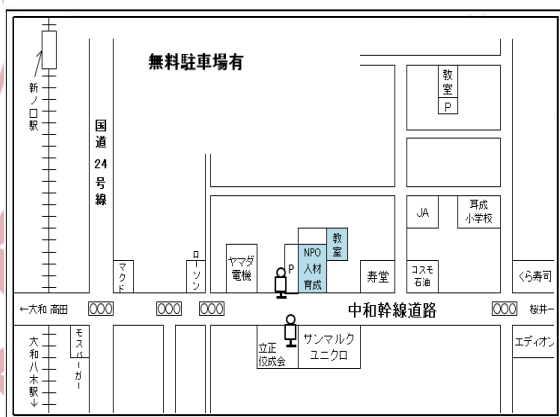 無料駐車場有
新ノ口駅
国道24号線
教室
P
JA
耳成
小学校
マクド
ローソン
ヤマダ
電機
P
NPO
人材
育成
教室
寿堂
コスモ
石油
くら寿司
←大和高田
中和幹線道路
桜井→
大和八木駅↓
モスバーガー
立正
佼成会
サンマルク
ユニクロ
エディオン